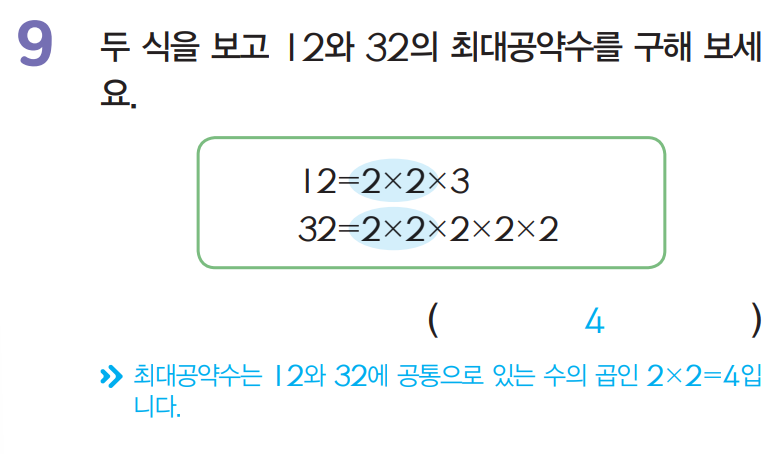 9 두 식을 보고 12와 32의 최대공약수를 구해 보세
요.
12=2×2×3
32=2×2×2×2×2
( 4 )
» 최대공약수는 12와 32에 공통으로 있는 수의 곱인 2×2=4입
니다.